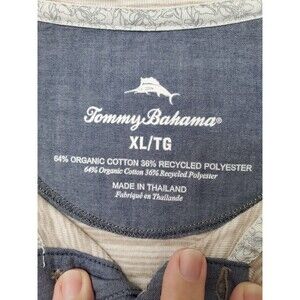 Tommy Bahama®
XL/TG
64% ORGANIC COTTON 36% RECYCLED POLYESTER
64% Organic Cotton 36% Recycled Polyester
MADE IN THAILAND
Fabriqué en Thaïlande